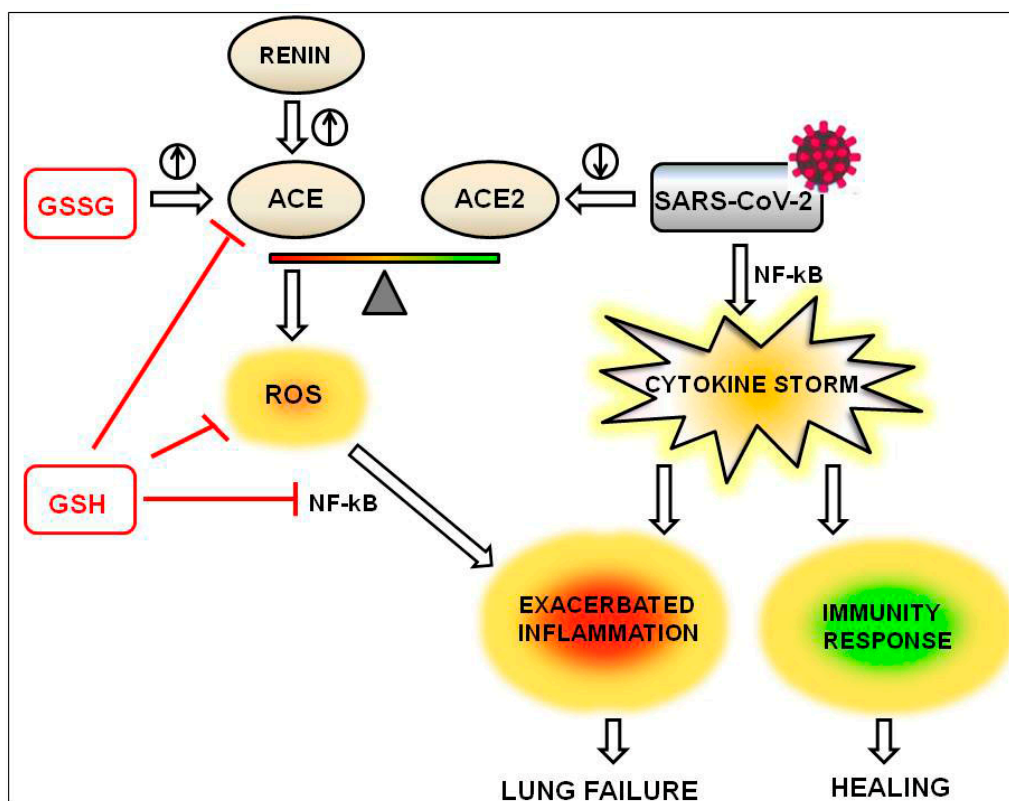 RENIN
GSSG
ACE
ACE2
SARS-CoV-2
NF-kB
ROS
CYTOKINE STORM
GSH
NF-kB
EXACERBATED
INFLAMMATION
IMMUNITY
RESPONSE
LUNG FAILURE
HEALING